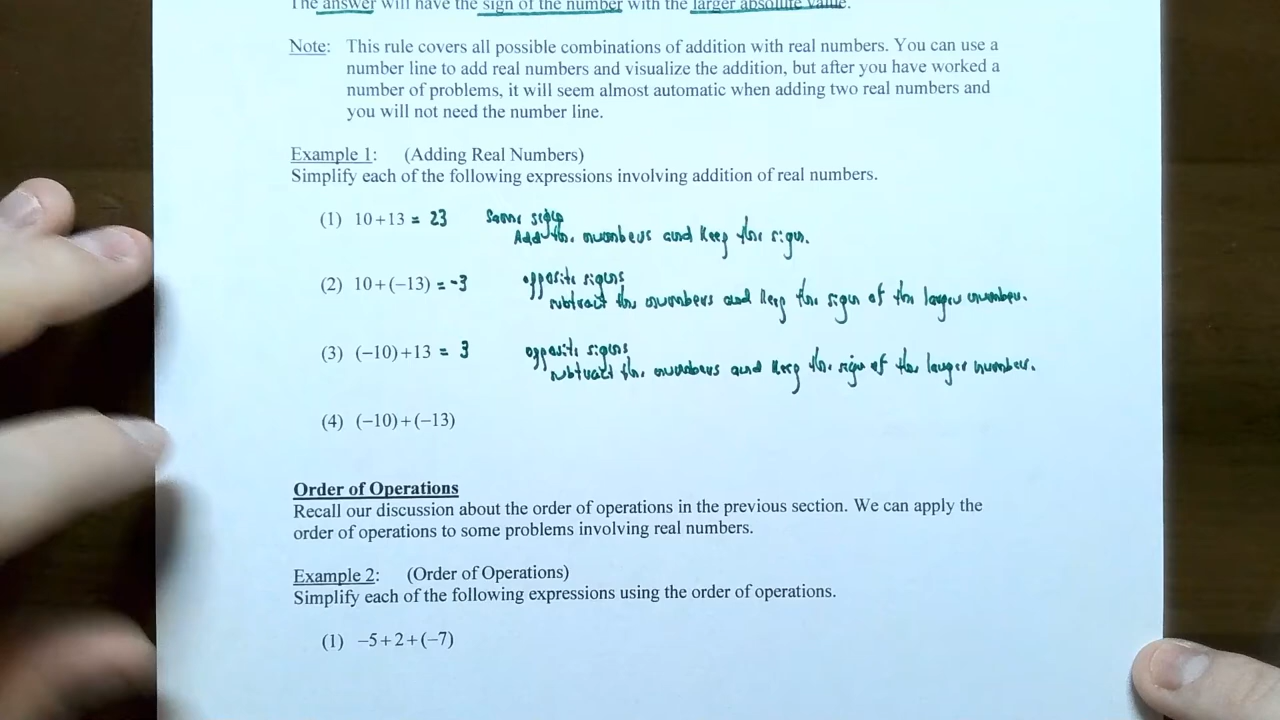 The answer will have the sign of the number with the larger absolute value.
Note: This rule covers all possible combinations of addition with real numbers. You can use a
number line to add real numbers and visualize the addition, but after you have worked a
number of problems, it will seem almost automatic when adding two real numbers and
you will not need the number line.
Example 1: (Adding Real Numbers)
Simplify each of the following expressions involving addition of real numbers.
(1) 10+13 = 23 Same sign
Add the numbers and keep the sign.
(2) 10+(−13) = -3 opposite signs
subtract the numbers and keep the sign of the larger number.
(3) (−10)+13 = 3 opposite signs
subtract the numbers and keep the sign of the larger number.
(4) (−10)+(−13)
Order of Operations
Recall our discussion about the order of operations in the previous section. We can apply the
order of operations to some problems involving real numbers.
Example 2: (Order of Operations)
Simplify each of the following expressions using the order of operations.
(1) −5+2+(−7)